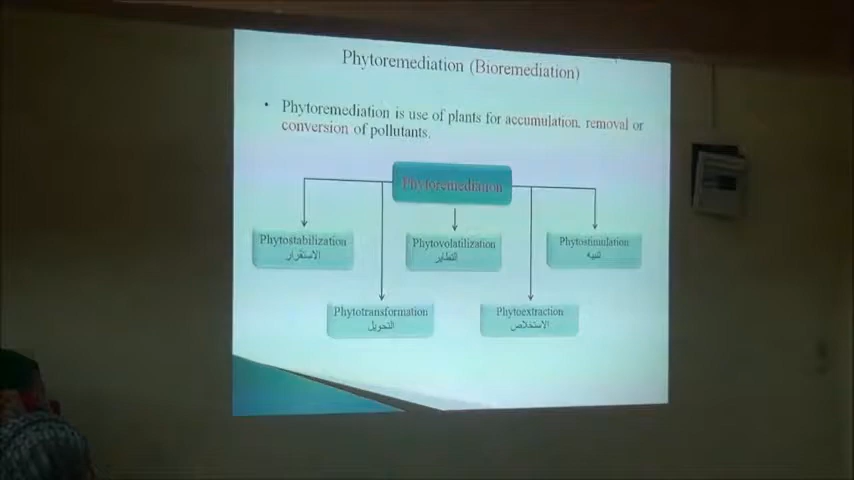 Phytoremediation (Bioremediation)
• Phytoremediation is use of plants for accumulation, removal or
conversion of pollutants.
Phytoremediation
Phytostabilization
الاستقرار
Phytovolatilization
التطاير
Phytostimulation
تنبيه
Phytotransformation
التحويل
Phytoextraction
الاستخلاص